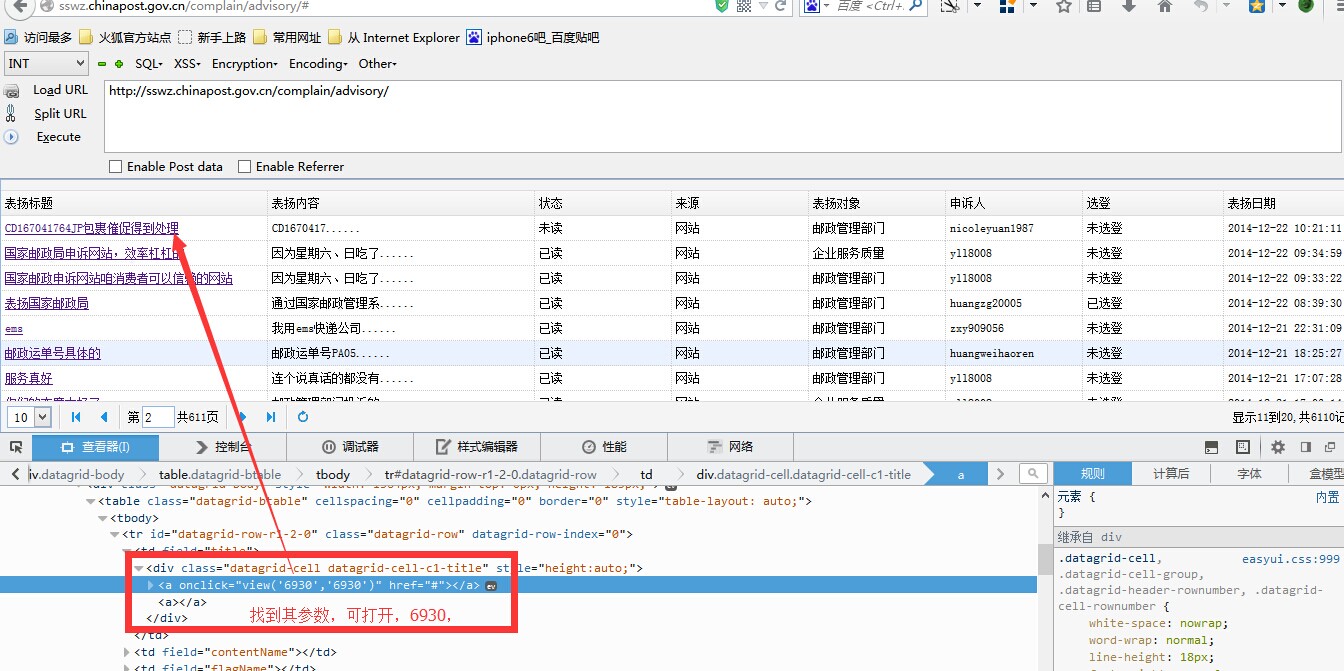 sswz.chinapost.gov.cn/complain/advisory/#
百度 <Ctrl+.
访问最多 火狐官方站点 新手上路 常用网址 从 Internet Explorer iphone6吧_百度贴吧
INT SQL XSS Encryption Encoding Other
Load URL http://sswz.chinapost.gov.cn/complain/advisory/
Split URL
Execute
Enable Post data Enable Referrer
表扬标题 表扬内容 状态 来源 表扬对象 申诉人 选登 表扬日期
CD167041764JP包裹催促得到处理 CD1670417...... 未读 网站 邮政管理部门 nicoleyuan1987 未选登 2014-12-22 10:21:11
国家邮政局申诉网站，效率杠杠的 因为星期六、日吃了...... 已读 网站 企业服务质量 yll8008 未选登 2014-12-22 09:34:59
国家邮政申诉网站咱消费者可以信赖的网站 因为星期六、日吃了...... 已读 网站 邮政管理部门 yll8008 未选登 2014-12-22 09:33:22
表扬国家邮政局 通过国家邮政管理系...... 已读 网站 邮政管理部门 huangzg20005 已选登 2014-12-22 08:39:30
ems 我用ems快递公司...... 已读 网站 邮政管理部门 zxy909056 未选登 2014-12-21 22:31:09
邮政运单号具体的 邮政运单号PA05...... 已读 网站 邮政管理部门 huangweihaoren 未选登 2014-12-21 18:25:27
服务真好 连个说真话的都没有...... 已读 网站 邮政管理部门 yll8008 未选登 2014-12-21 17:07:28
10 第 2 共611页 显示11到20,共6110记
查看器(I) 控制台 调试器 样式编辑器 性能 网络
iv.datagrid-body table.datagrid-btable tbody tr#datagrid-row-r1-2-0.datagrid-row td div.datagrid-cell.datagrid-cell-c1-title a 规则 计算后 字体 盒模型
<table class="datagrid-btable" cellspacing="0" cellpadding="0" border="0" style="table-layout: auto;">
<tbody>
<tr id="datagrid-row-r1-2-0" class="datagrid-row" datagrid-row-index="0">
<td field="title">
<div class="datagrid-cell datagrid-cell-c1-title" style="height:auto;">
<a onclick="view('6930','6930')" href="#"></a> ev
<a></a>
</div>
找到其参数，可打开，6930，
</td>
<td field="contentName"></td>
<td field="flagName"></td>
元素 { 内置
}
继承自 div
.datagrid-cell, easyui.css:999
.datagrid-cell-group,
.datagrid-header-rownumber, .datagrid-
cell-rownumber {
white-space: nowrap;
word-wrap: normal;
line-height: 18px;